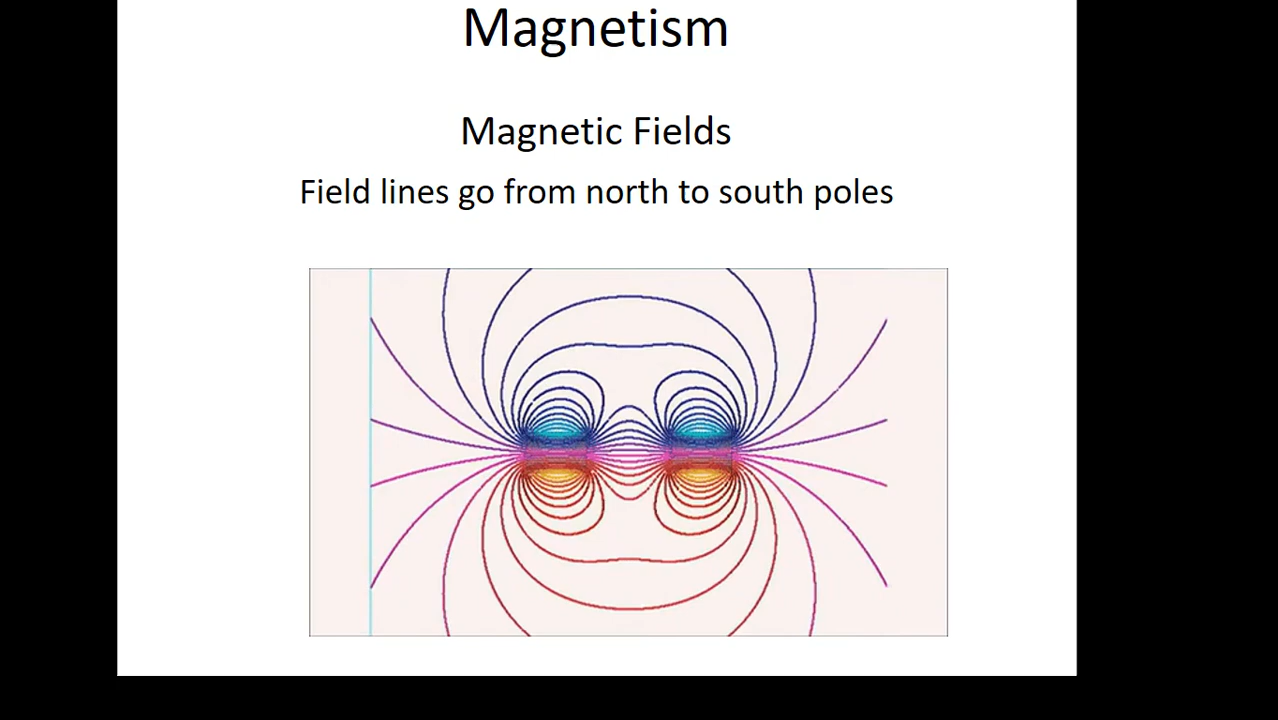 Magnetism
Magnetic Fields
Field lines go from north to south poles